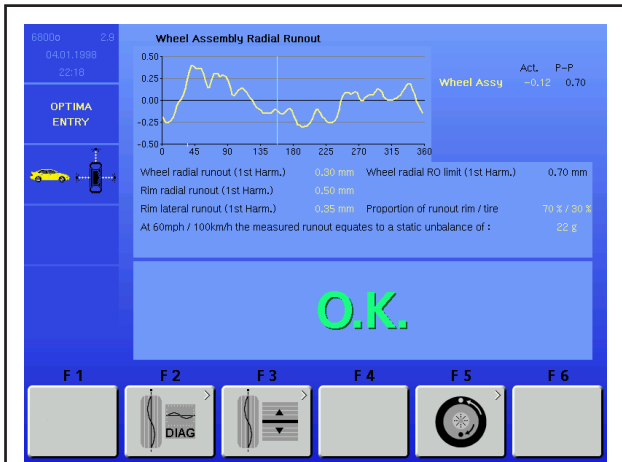 6800o 2.9
04.01.1998
22:18
OPTIMA
ENTRY
Wheel Assembly Radial Runout
0.50
0.25
0.00
-0.25
-0.50
0 45 90 135 180 225 270 315 360
Act. P-P
Wheel Assy -0.12 0.70
Wheel radial runout (1st Harm.) 0.30 mm Wheel radial RO limit (1st Harm.) 0.70 mm
Rim radial runout (1st Harm.) 0.50 mm
Rim lateral runout (1st Harm.) 0.35 mm Proportion of runout rim / tire 70 % / 30 %
At 60mph / 100km/h the measured runout equates to a static unbalance of : 22 g
O.K.
F 1 F 2 F 3 F 4 F 5 F 6
DIAG